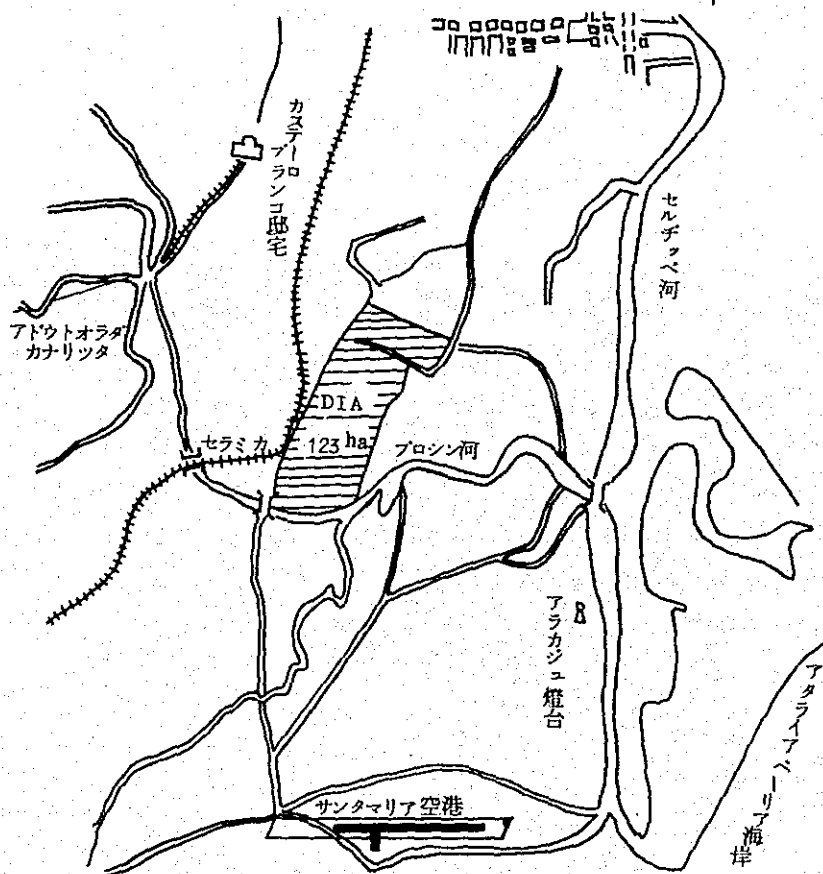 カステーロ
ブランコ邸宅
セルヂッペ河
アドウトオラダ
カナリツタ
DIA
123 ha
セラミカ
ブロシン河
アラカジュ燈台
アタライアベーリア海岸
サンタマリア空港